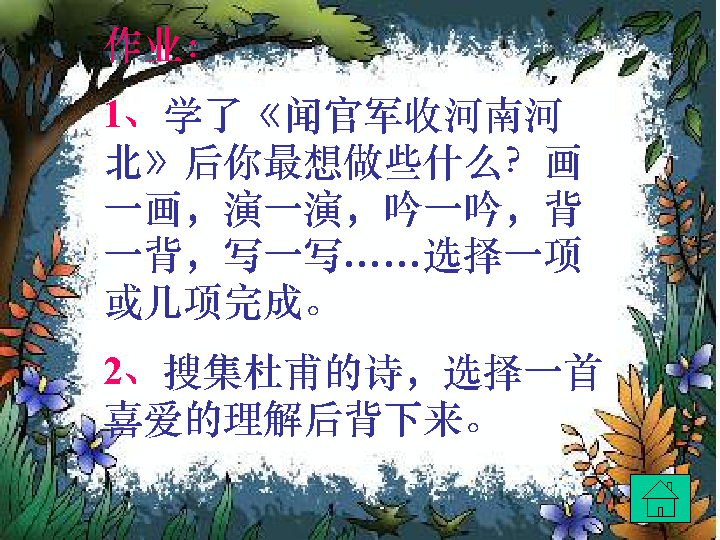 作业：
1、学了《闻官军收河南河
北》后你最想做些什么？画
一画，演一演，吟一吟，背
一背，写一写……选择一项
或几项完成。
2、搜集杜甫的诗，选择一首
喜爱的理解后背下来。